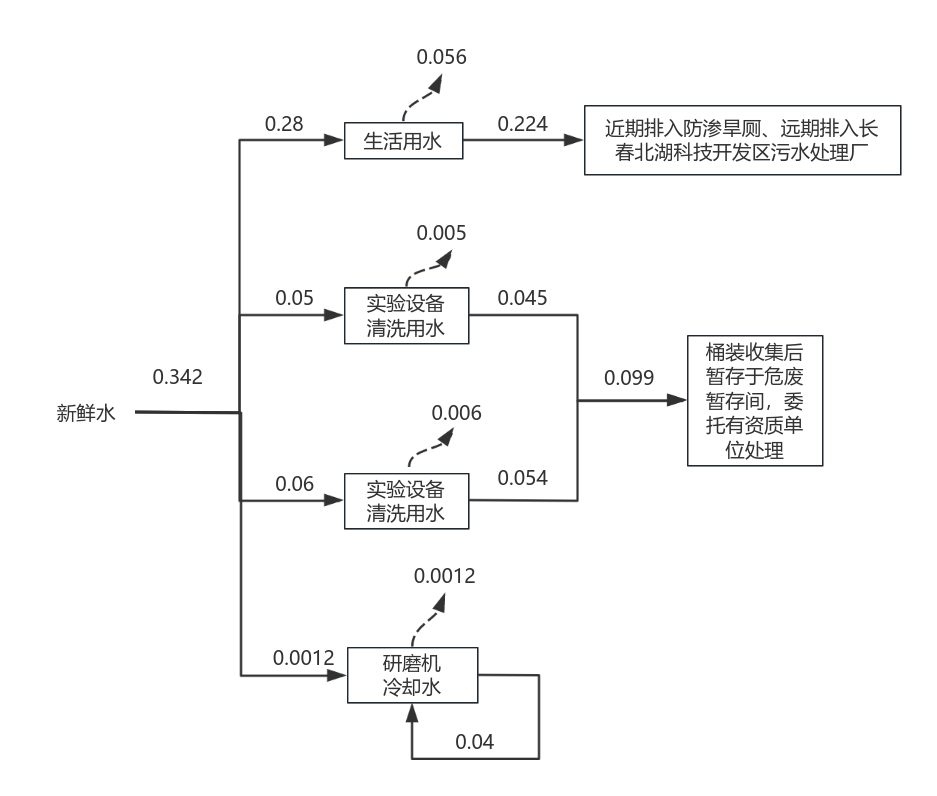 0.056
0.28
生活用水
0.224
近期排入防渗旱厕、远期排入长
春北湖科技开发区污水处理厂
0.005
0.05
实验设备
清洗用水
0.045
0.342
新鲜水
0.099
桶装收集后
暂存于危废
暂存间，委
托有资质单
位处理
0.006
0.06
实验设备
清洗用水
0.054
0.0012
0.0012
研磨机
冷却水
0.04